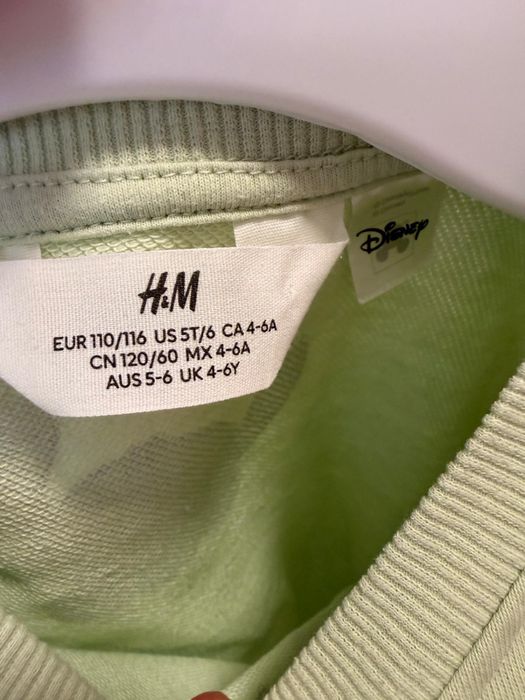 H&M
EUR 110/116 US 5T/6 CA 4-6A
CN 120/60 MX 4-6A
AUS 5-6 UK 4-6Y
Disney